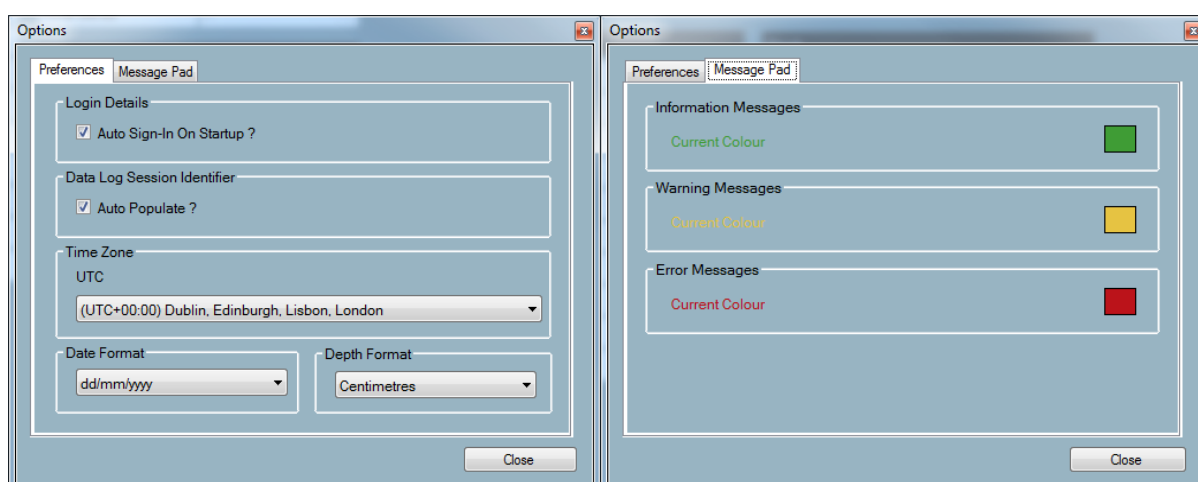 Options
Preferences Message Pad
Login Details
Auto Sign-In On Startup ?
Data Log Session Identifier
Auto Populate ?
Time Zone
UTC
(UTC+00:00) Dublin, Edinburgh, Lisbon, London
Date Format
dd/mm/yyyy
Depth Format
Centimetres
Close
Options
Preferences Message Pad
Information Messages
Current Colour
Warning Messages
Current Colour
Error Messages
Current Colour
Close